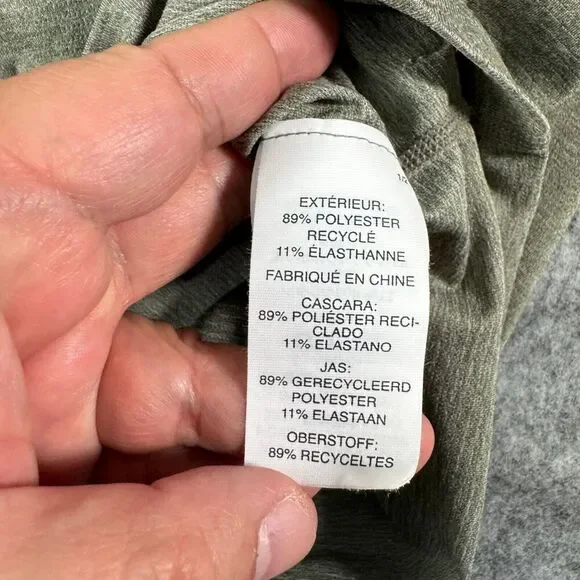 EXTÉRIEUR:
89% POLYESTER
RECYCLÉ
11% ÉLASTHANNE
FABRIQUÉ EN CHINE
CASCARA:
89% POLIÉSTER RECI-
CLADO
11% ELASTANO
JAS:
89% GERECYCLEERD
POLYESTER
11% ELASTAAN
OBERSTOFF:
89% RECYCELTES